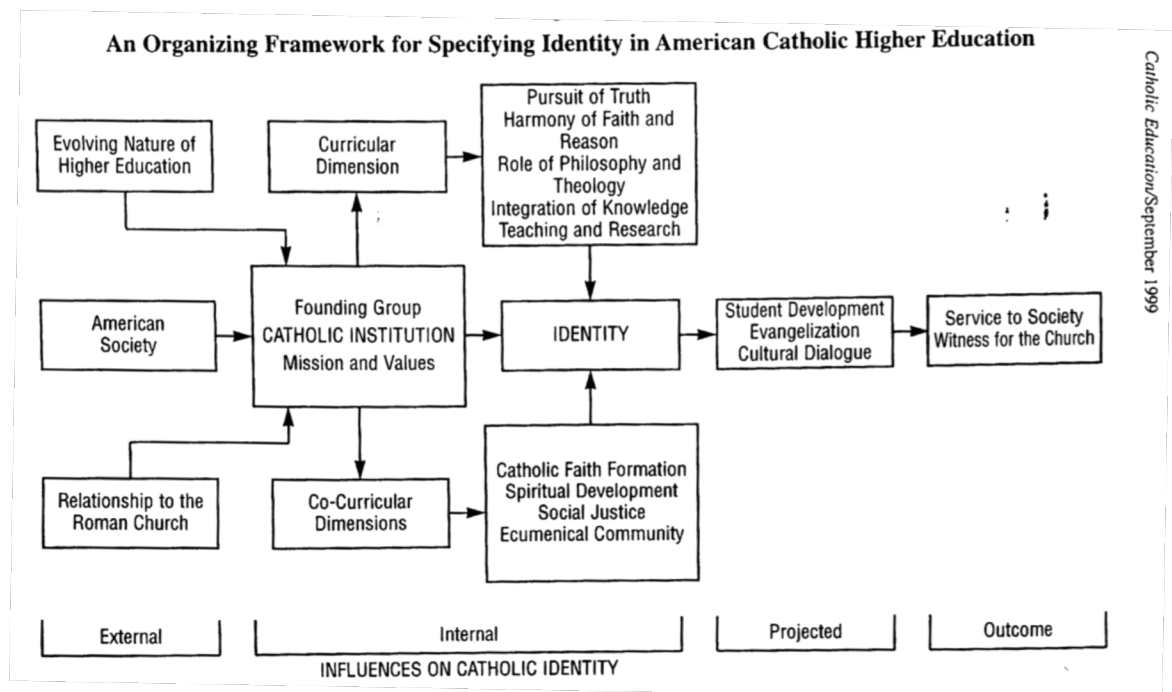 An Organizing Framework for Specifying Identity in American Catholic Higher Education
Catholic Education/September 1999
Evolving Nature of
Higher Education
Curricular
Dimension
Pursuit of Truth
Harmony of Faith and
Reason
Role of Philosophy and
Theology
Integration of Knowledge
Teaching and Research
American
Society
Founding Group
CATHOLIC INSTITUTION
Mission and Values
IDENTITY
Student Development
Evangelization
Cultural Dialogue
Service to Society
Witness for the Church
Relationship to the
Roman Church
Co-Curricular
Dimensions
Catholic Faith Formation
Spiritual Development
Social Justice
Ecumenical Community
External
Internal
Projected
Outcome
INFLUENCES ON CATHOLIC IDENTITY